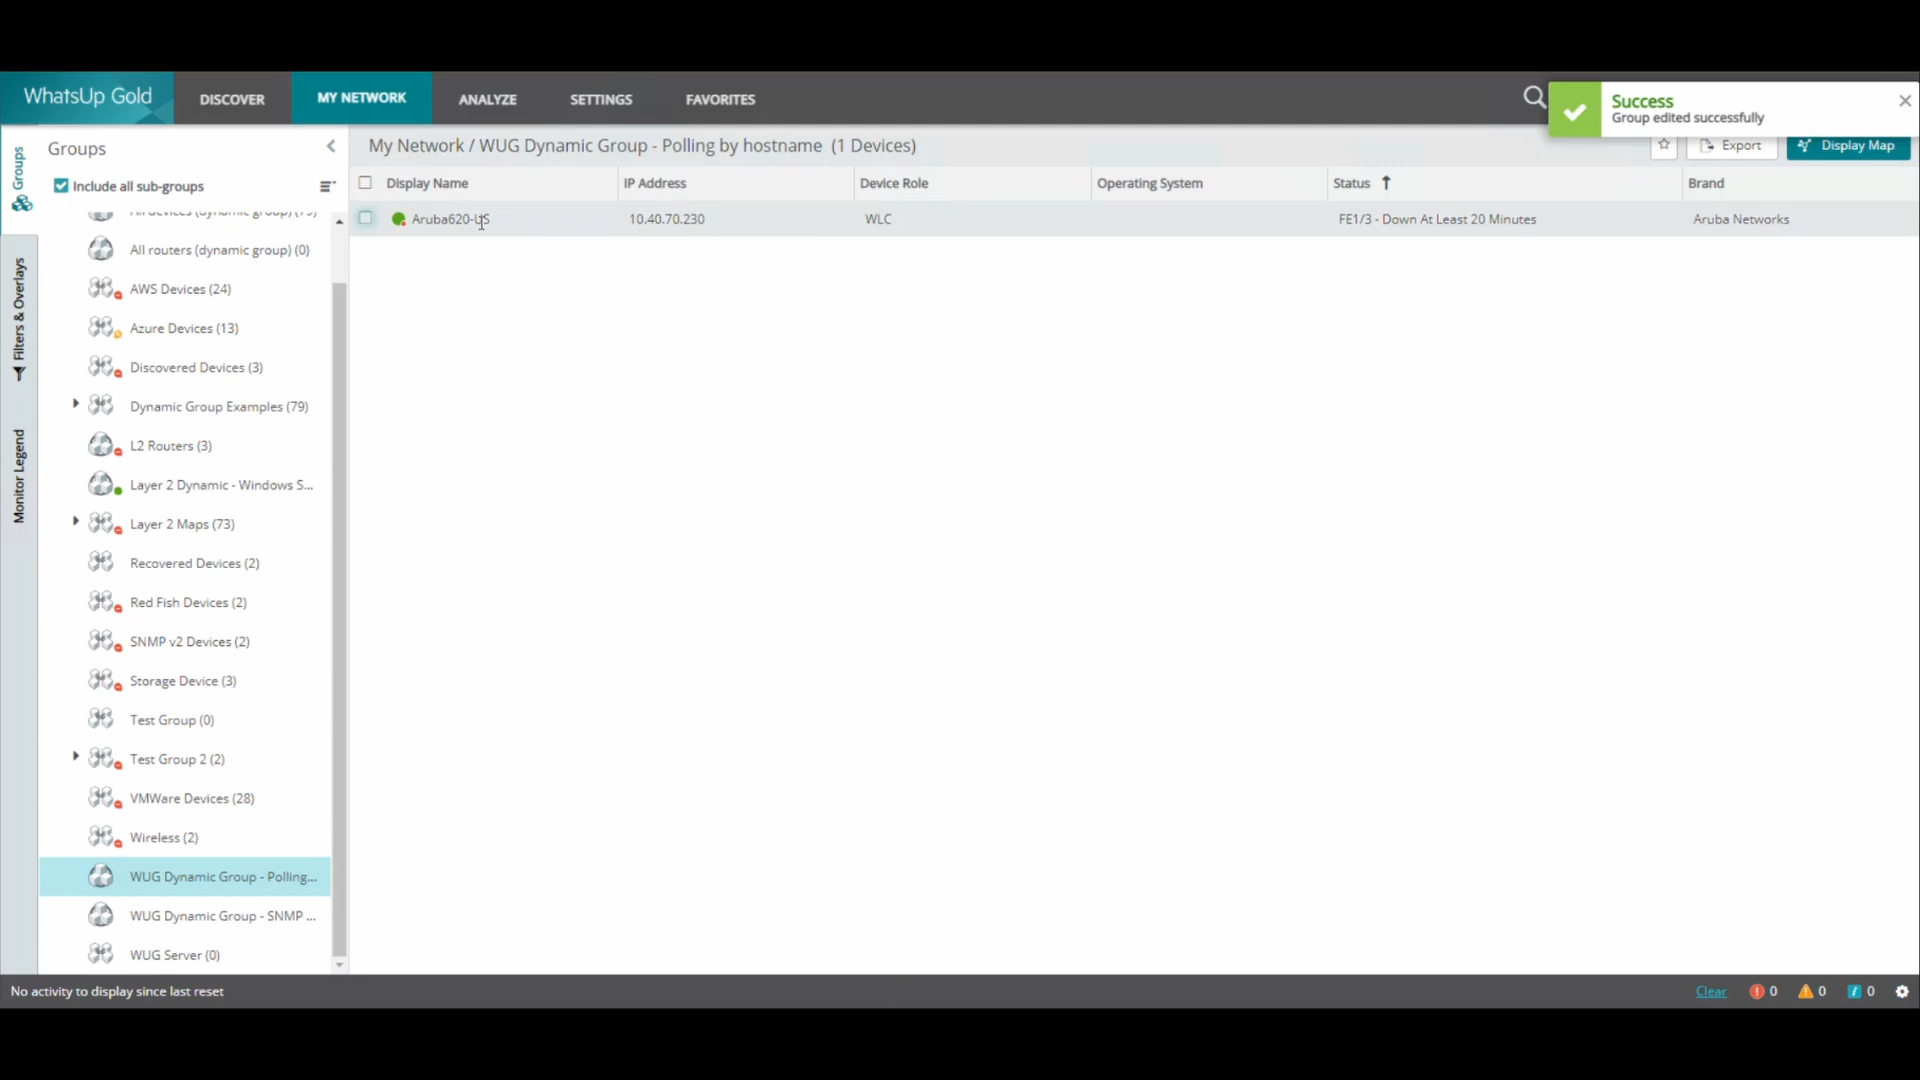 WhatsUp Gold
DISCOVER
MY NETWORK
ANALYZE
SETTINGS
FAVORITES
Success
Group edited successfully
Groups
Filters & Overlays
Monitor Legend
Groups
Include all sub-groups
All devices (dynamic group) (79)
All routers (dynamic group) (0)
AWS Devices (24)
Azure Devices (13)
Discovered Devices (3)
Dynamic Group Examples (79)
L2 Routers (3)
Layer 2 Dynamic - Windows S...
Layer 2 Maps (73)
Recovered Devices (2)
Red Fish Devices (2)
SNMP v2 Devices (2)
Storage Device (3)
Test Group (0)
Test Group 2 (2)
VMWare Devices (28)
Wireless (2)
WUG Dynamic Group - Polling...
WUG Dynamic Group - SNMP ...
WUG Server (0)
My Network / WUG Dynamic Group - Polling by hostname (1 Devices)
Export
Display Map
Display Name IP Address Device Role Operating System Status Brand
Aruba620-US 10.40.70.230 WLC FE1/3 - Down At Least 20 Minutes Aruba Networks
No activity to display since last reset
Clear 0 0 0